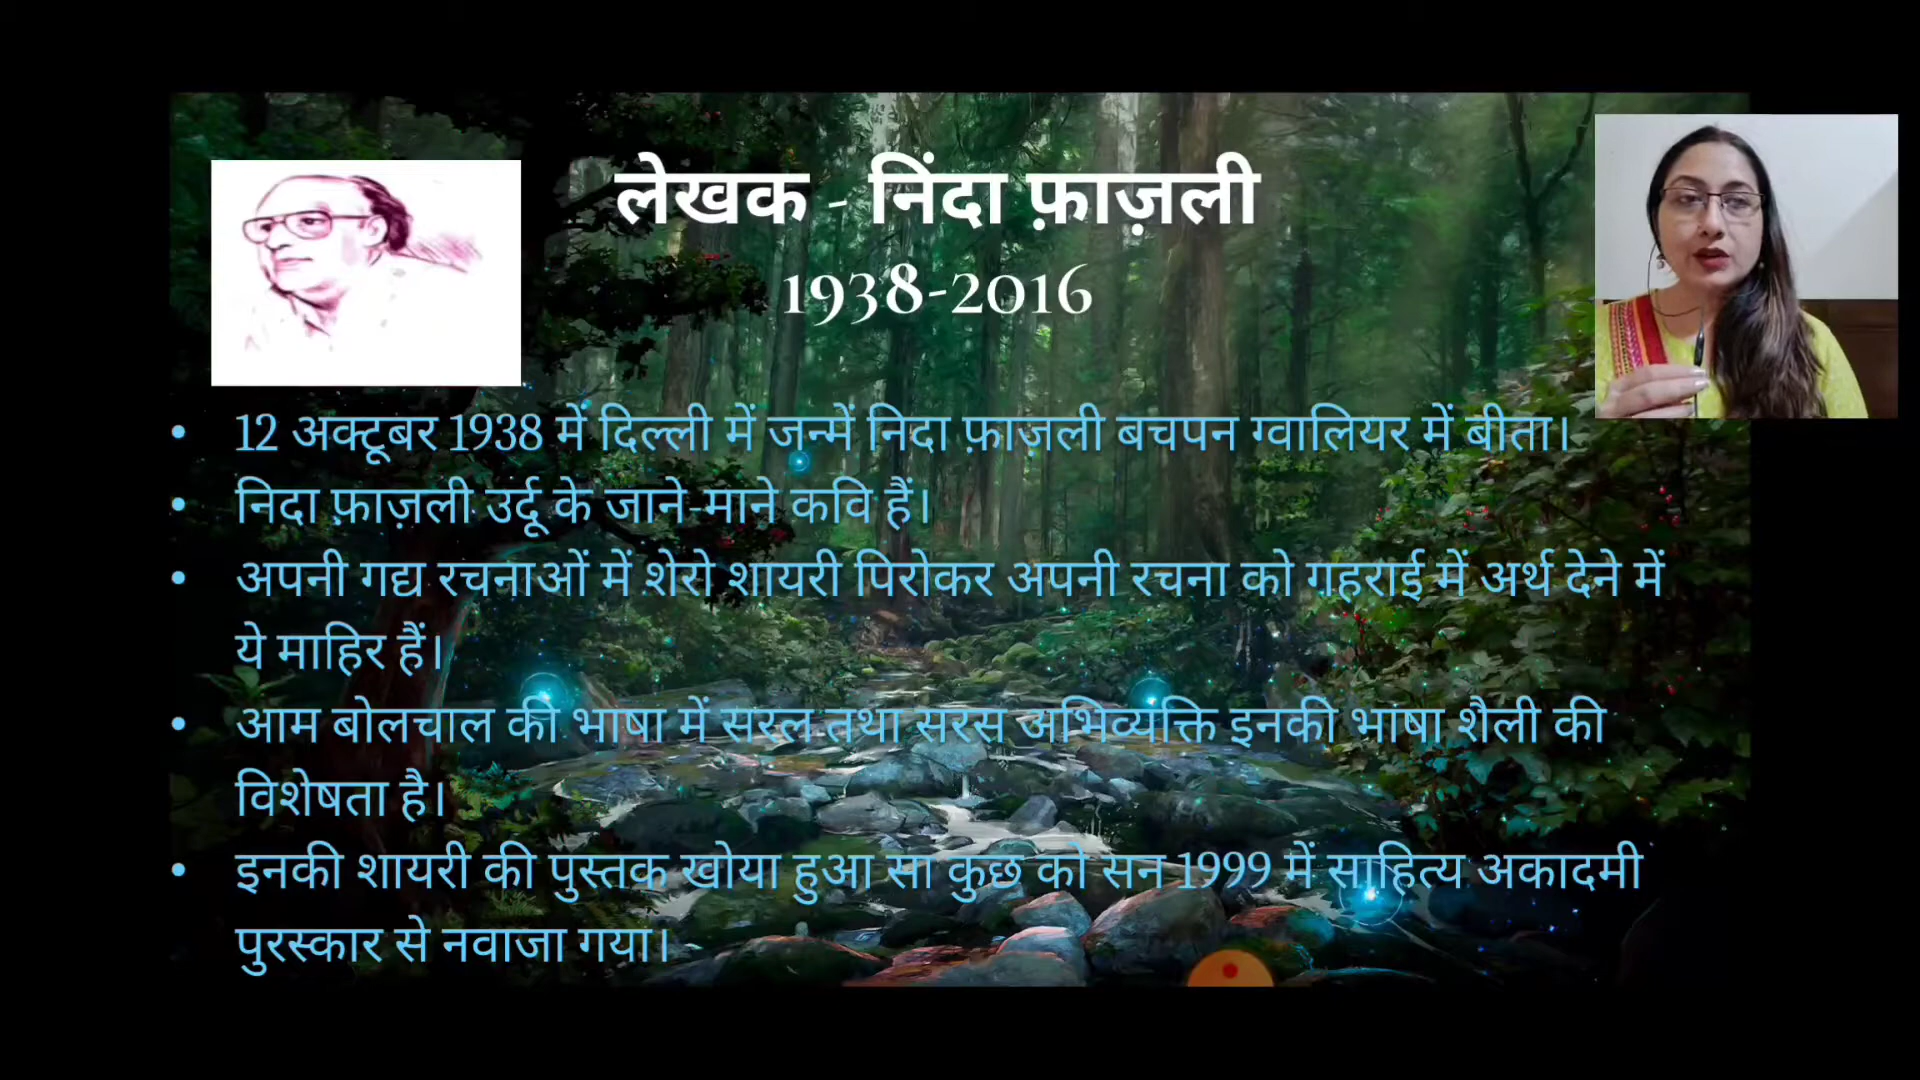 लेखक - निंदा फ़ाज़ली
1938-2016
• 12 अक्टूबर 1938 में दिल्ली में जन्में निदा फ़ाज़ली बचपन ग्वालियर में बीता।
• निदा फ़ाज़ली उर्दू के जाने-माने कवि हैं।
• अपनी गद्य रचनाओं में शेरो शायरी पिरोकर अपनी रचना को गहराई में अर्थ देने में
ये माहिर हैं।
• आम बोलचाल की भाषा में सरल तथा सरस अभिव्यक्ति इनकी भाषा शैली की
विशेषता है।
• इनकी शायरी की पुस्तक खोया हुआ सा कुछ को सन 1999 में साहित्य अकादमी
पुरस्कार से नवाजा गया।